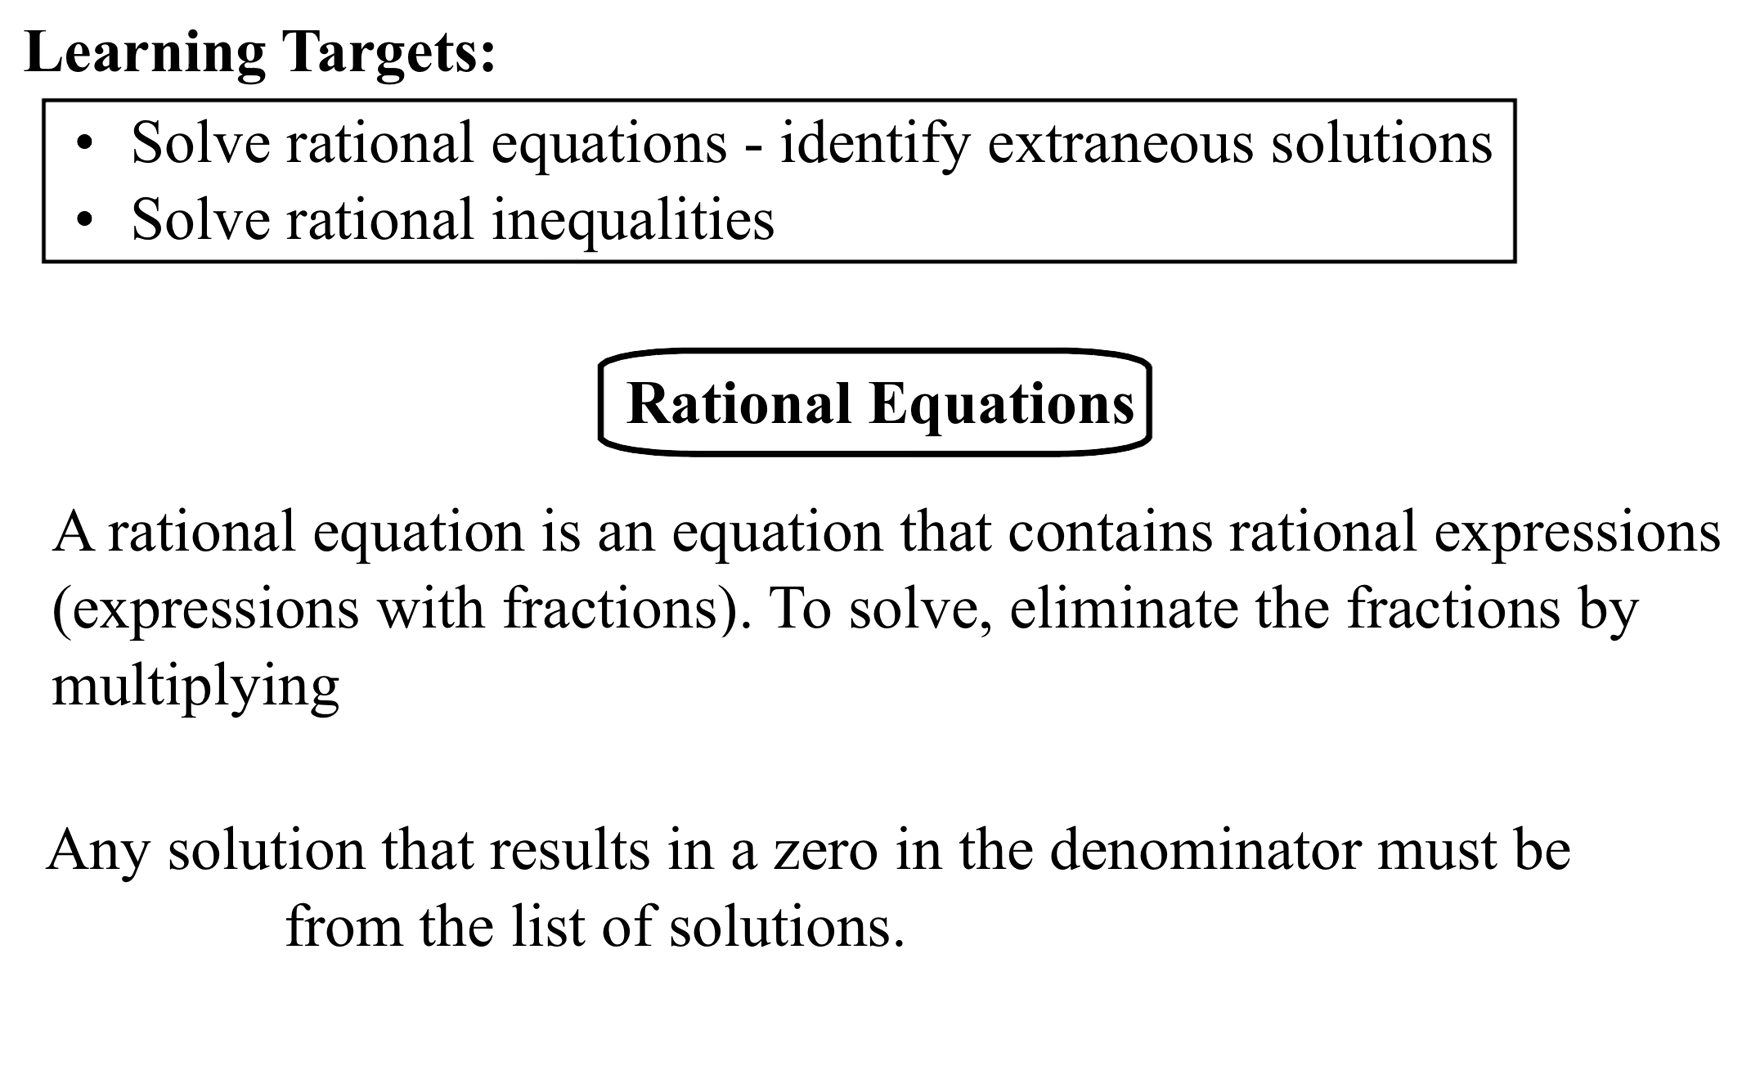 Learning Targets:
• Solve rational equations - identify extraneous solutions
• Solve rational inequalities
Rational Equations
A rational equation is an equation that contains rational expressions
(expressions with fractions). To solve, eliminate the fractions by
multiplying
Any solution that results in a zero in the denominator must be
from the list of solutions.